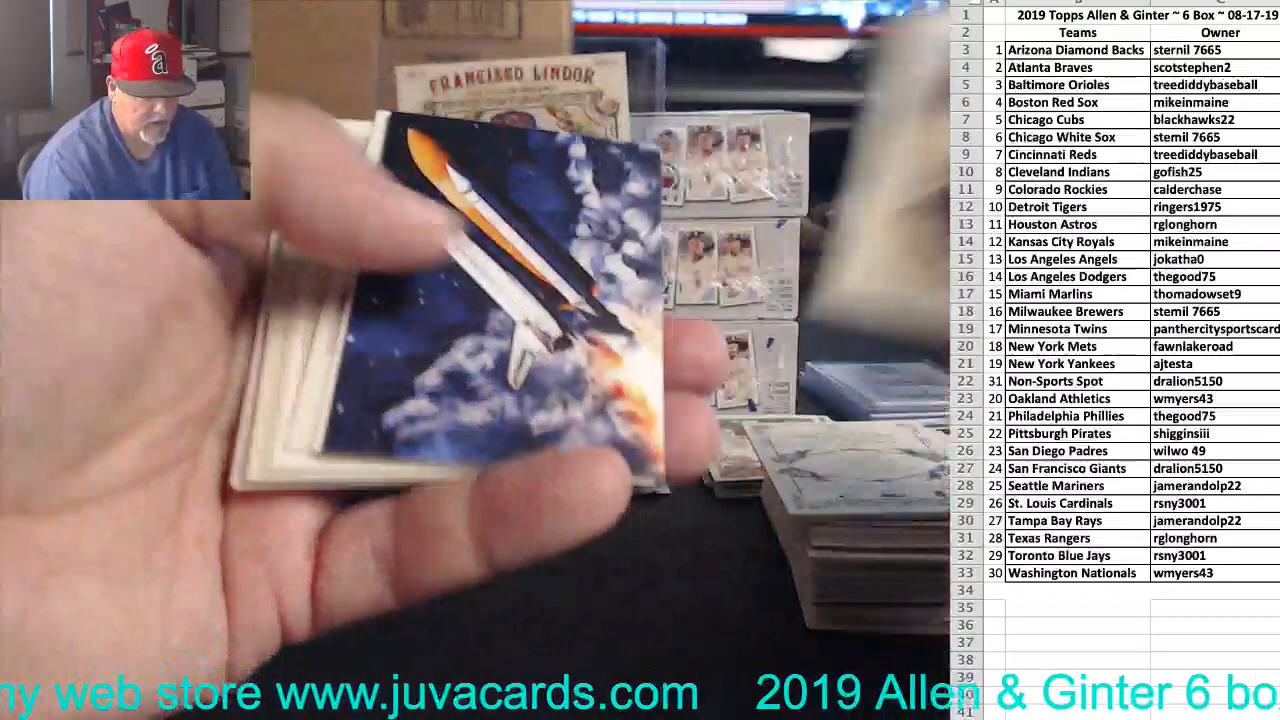 a
FRANCISCO LINDOR
1 2019 Topps Allen & Ginter ~ 6 Box ~ 08-17-19
2 Teams Owner
3 1 Arizona Diamond Backs sternil 7665
4 2 Atlanta Braves scotstephen2
5 3 Baltimore Orioles treediddybaseball
6 4 Boston Red Sox mikeinmaine
7 5 Chicago Cubs blackhawks22
8 6 Chicago White Sox sternil 7665
9 7 Cincinnati Reds treediddybaseball
10 8 Cleveland Indians gofish25
11 9 Colorado Rockies calderchase
12 10 Detroit Tigers ringers1975
13 11 Houston Astros rglonghorn
14 12 Kansas City Royals mikeinmaine
15 13 Los Angeles Angels jokatha0
16 14 Los Angeles Dodgers thegood75
17 15 Miami Marlins thomadowset9
18 16 Milwaukee Brewers sternil 7665
19 17 Minnesota Twins panthercitysportscard
20 18 New York Mets fawnlakeroad
21 19 New York Yankees ajtesta
22 31 Non-Sports Spot dralion5150
23 20 Oakland Athletics wmyers43
24 21 Philadelphia Phillies thegood75
25 22 Pittsburgh Pirates shigginsiii
26 23 San Diego Padres wilwo 49
27 24 San Francisco Giants dralion5150
28 25 Seattle Mariners jamerandolp22
29 26 St. Louis Cardinals rsny3001
30 27 Tampa Bay Rays jamerandolp22
31 28 Texas Rangers rglonghorn
32 29 Toronto Blue Jays rsny3001
33 30 Washington Nationals wmyers43
34
35
36
37
38
39
40
41
ny web store www.juvacards.com 2019 Allen & Ginter 6 bo